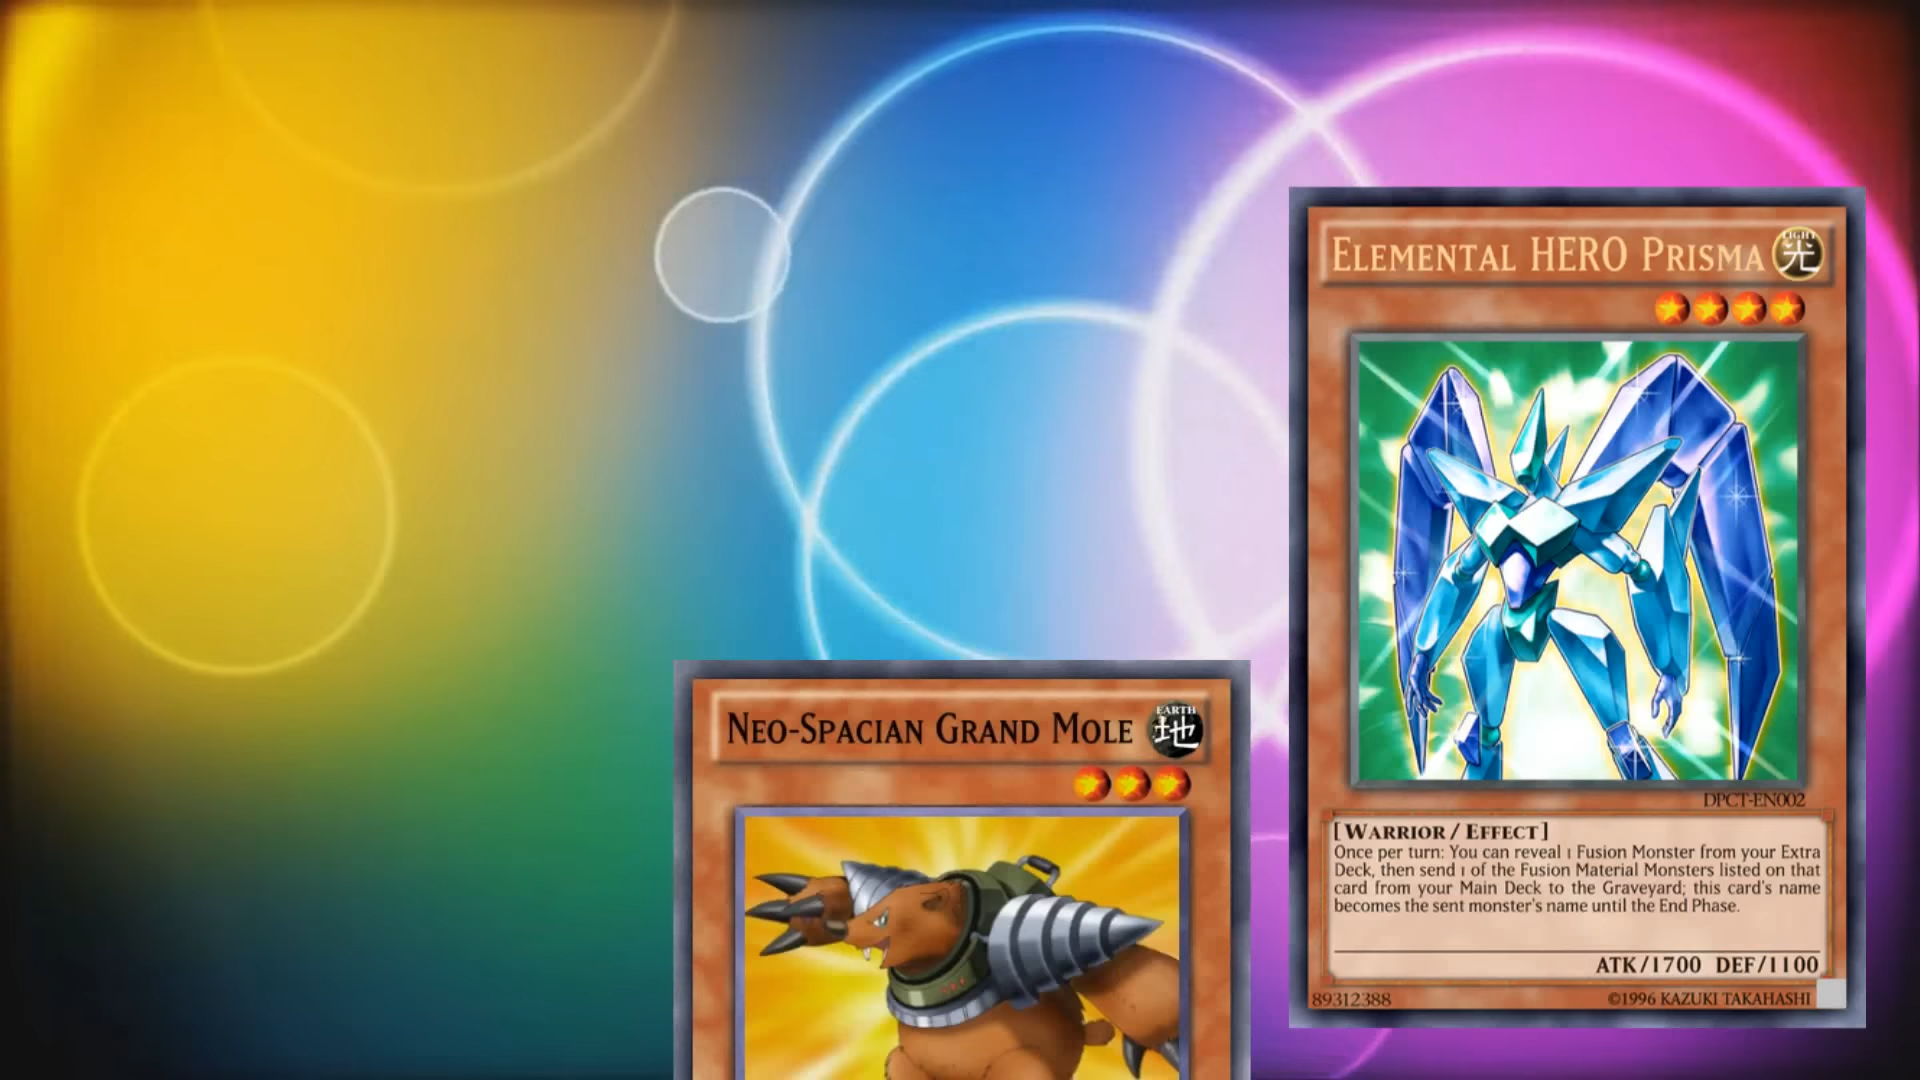 ELEMENTAL HERO PRISMA
LIGHT
光
NEO-SPACIAN GRAND MOLE
EARTH
地
DPCT-EN002
[WARRIOR / EFFECT]
Once per turn: You can reveal 1 Fusion Monster from your Extra
Deck, then send 1 of the Fusion Material Monsters listed on that
card from your Main Deck to the Graveyard; this card's name
becomes the sent monster's name until the End Phase.
ATK/1700 DEF/1100
89312388
©1996 KAZUKI TAKAHASHI